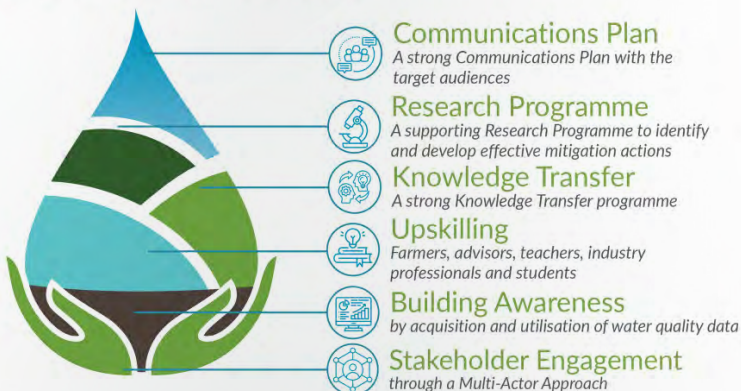 Communications Plan
A strong Communications Plan with the
target audiences
Research Programme
A supporting Research Programme to identify
and develop effective mitigation actions
Knowledge Transfer
A strong Knowledge Transfer programme
Upskilling
Farmers, advisors, teachers, industry
professionals and students
Building Awareness
by acquisition and utilisation of water quality data
Stakeholder Engagement
through a Multi-Actor Approach